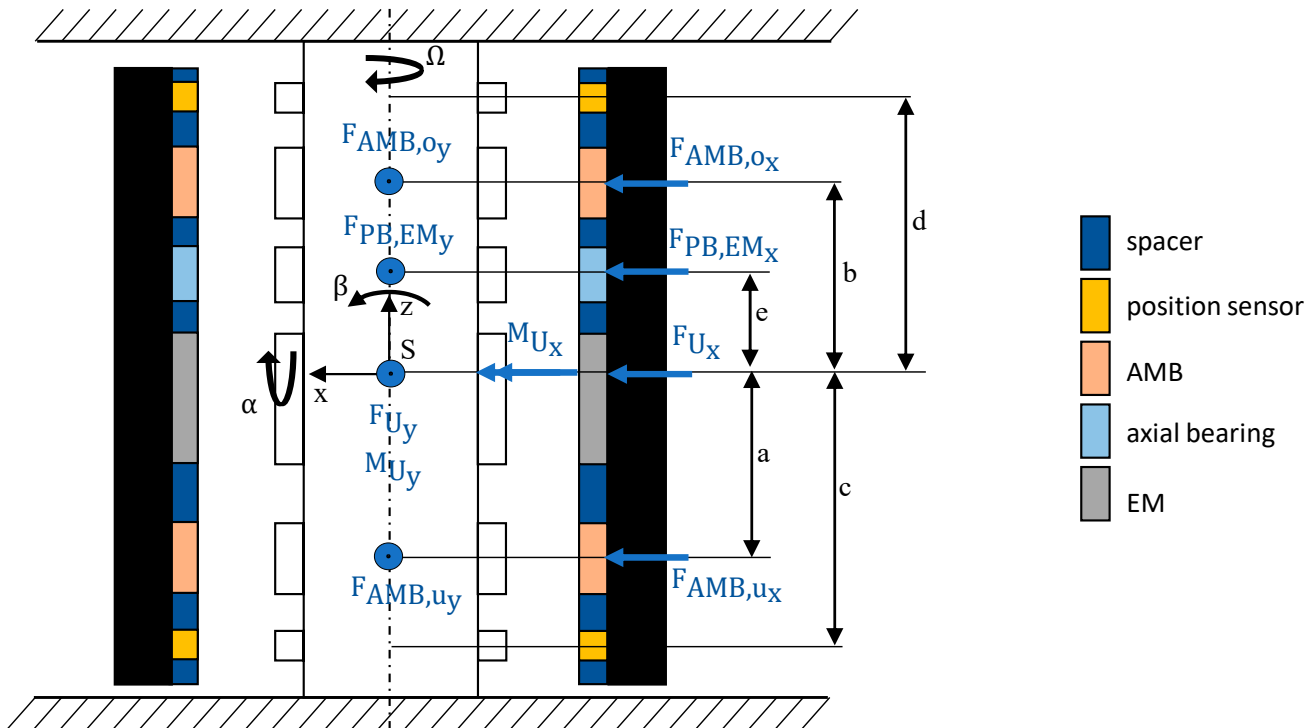 Ω
F_AMB,o_y
F_AMB,o_x
d
F_PB,EM_y
F_PB,EM_x
b
β
z
e
S
M_U_x
F_U_x
x
α
F_U_y
M_U_y
a
c
F_AMB,u_y
F_AMB,u_x
spacer
position sensor
AMB
axial bearing
EM